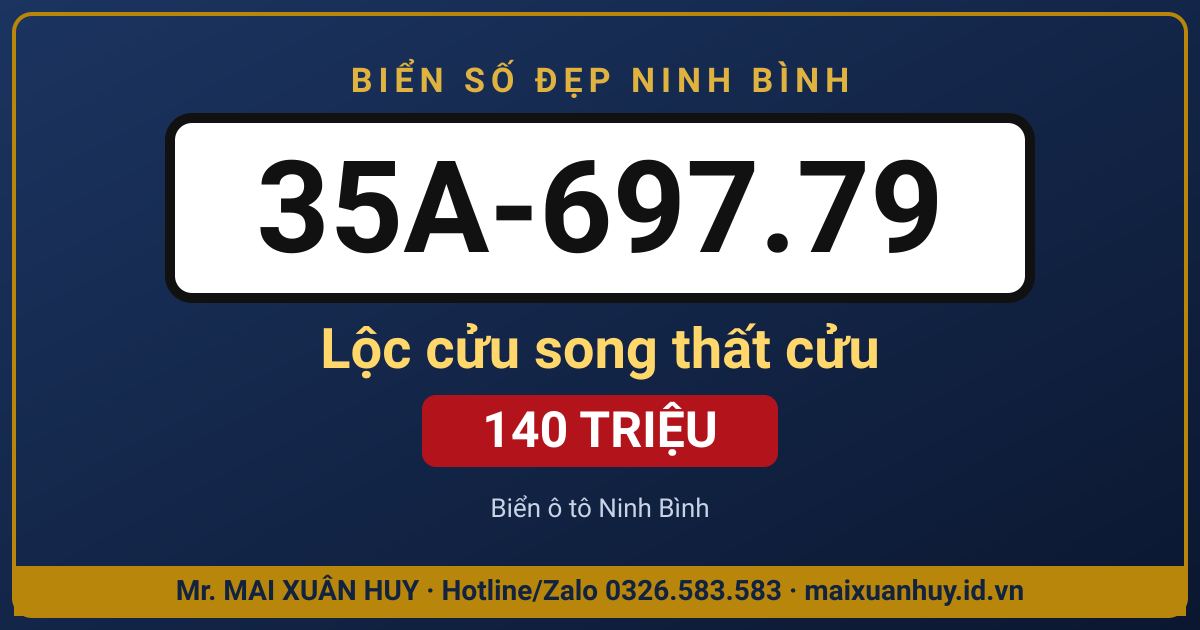 BIỂN SỐ ĐẸP NINH BÌNH
35A-697.79
Lộc cửu song thất cửu
140 TRIỆU
Biển ô tô Ninh Bình
Mr. MAI XUÂN HUY · Hotline/Zalo 0326.583.583 · maixuanhuy.id.vn